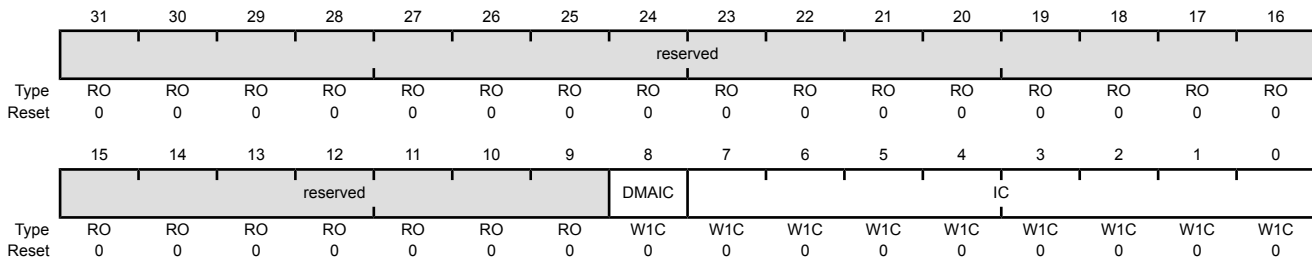 31 30 29 28 27 26 25 24 23 22 21 20 19 18 17 16
reserved
Type RO RO RO RO RO RO RO RO RO RO RO RO RO RO RO RO
Reset 0 0 0 0 0 0 0 0 0 0 0 0 0 0 0 0
15 14 13 12 11 10 9 8 7 6 5 4 3 2 1 0
reserved DMAIC IC
Type RO RO RO RO RO RO RO W1C W1C W1C W1C W1C W1C W1C W1C W1C
Reset 0 0 0 0 0 0 0 0 0 0 0 0 0 0 0 0